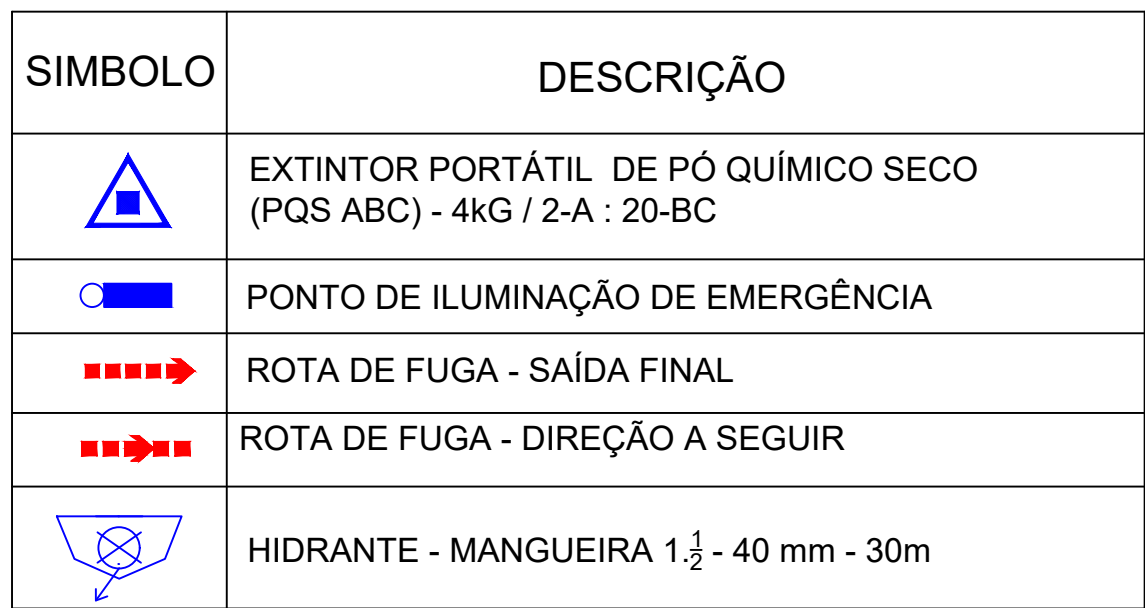 SIMBOLO
DESCRIÇÃO
EXTINTOR PORTÁTIL DE PÓ QUÍMICO SECO
(PQS ABC) - 4kG / 2-A : 20-BC
PONTO DE ILUMINAÇÃO DE EMERGÊNCIA
ROTA DE FUGA - SAÍDA FINAL
ROTA DE FUGA - DIREÇÃO A SEGUIR
HIDRANTE - MANGUEIRA 1.½ - 40 mm - 30m